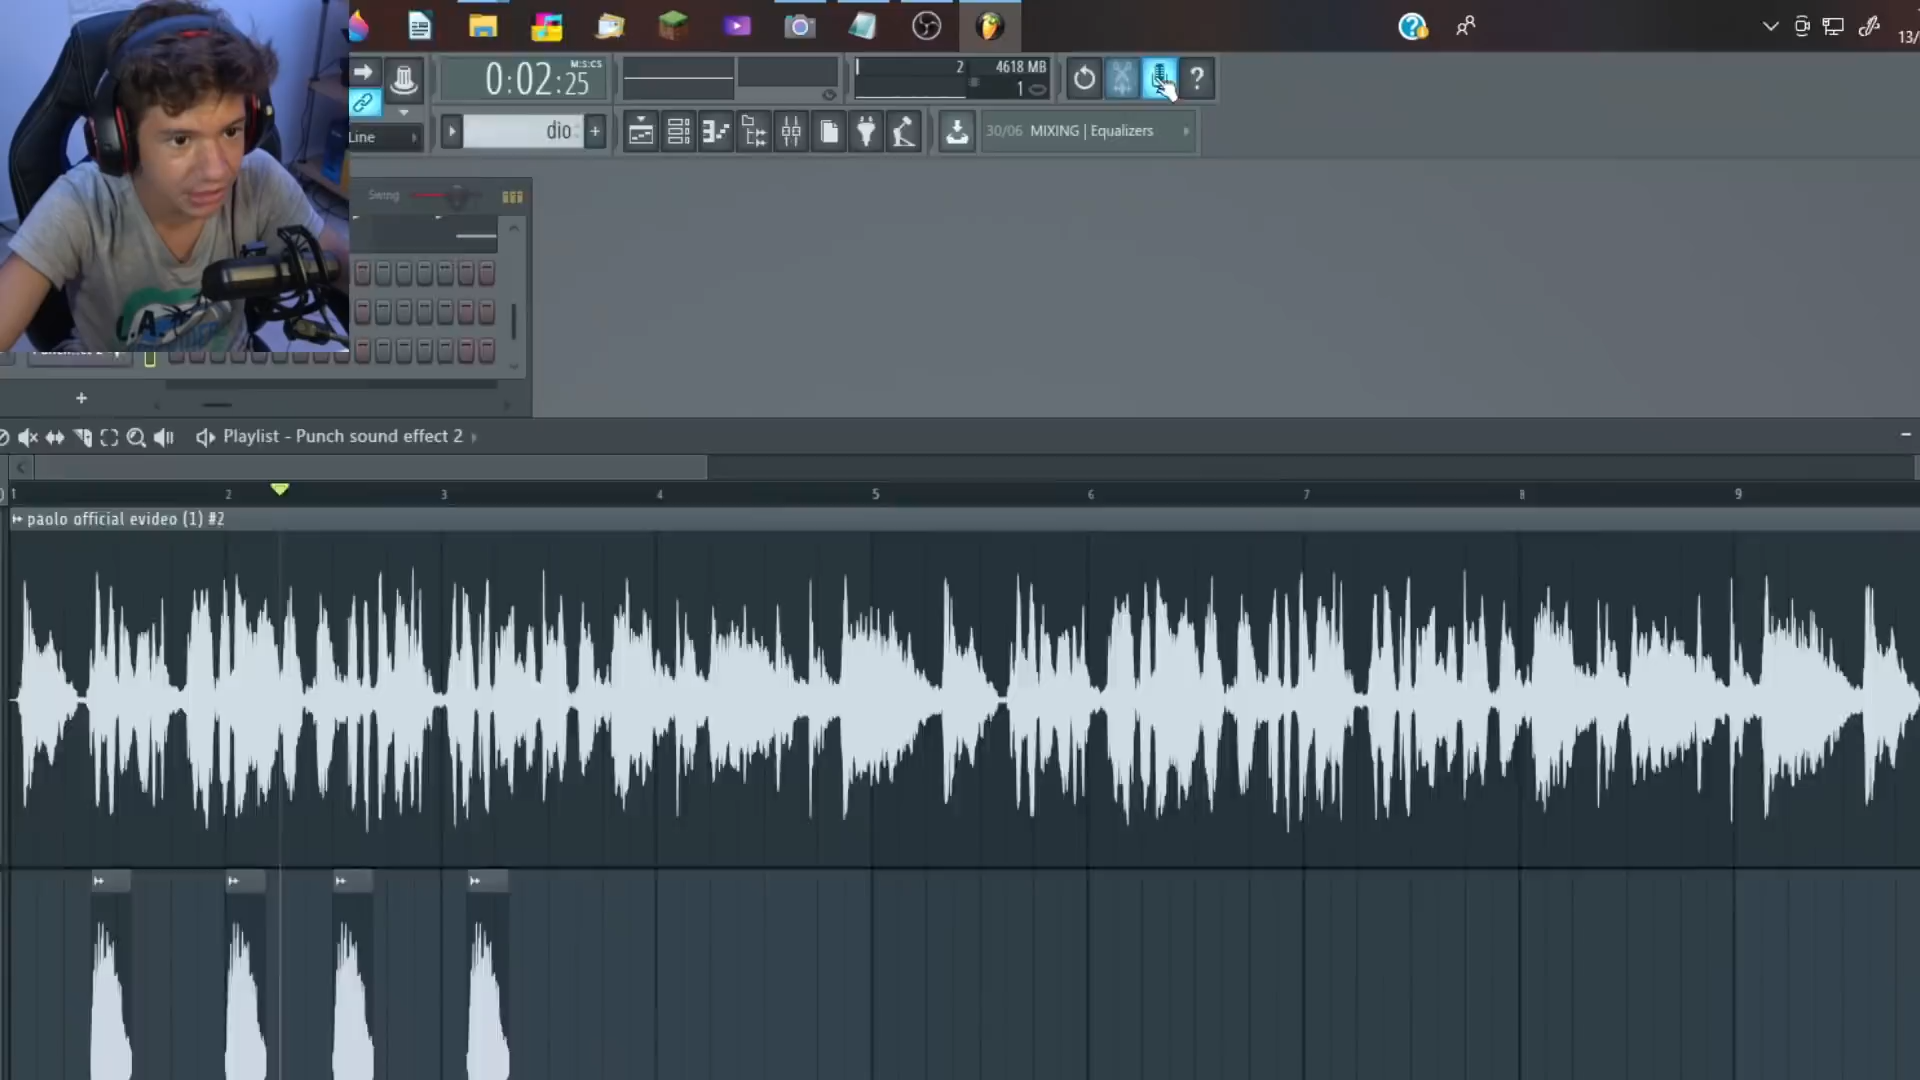 13/
0:02:25
M:S:CS
2
4618 MB
1
?
Line
dio
+
30/06 MIXING | Equalizers
Swing
L.A.
+
Playlist - Punch sound effect 2
1 2 3 4 5 6 7 8 9
paolo official evideo (1) #2